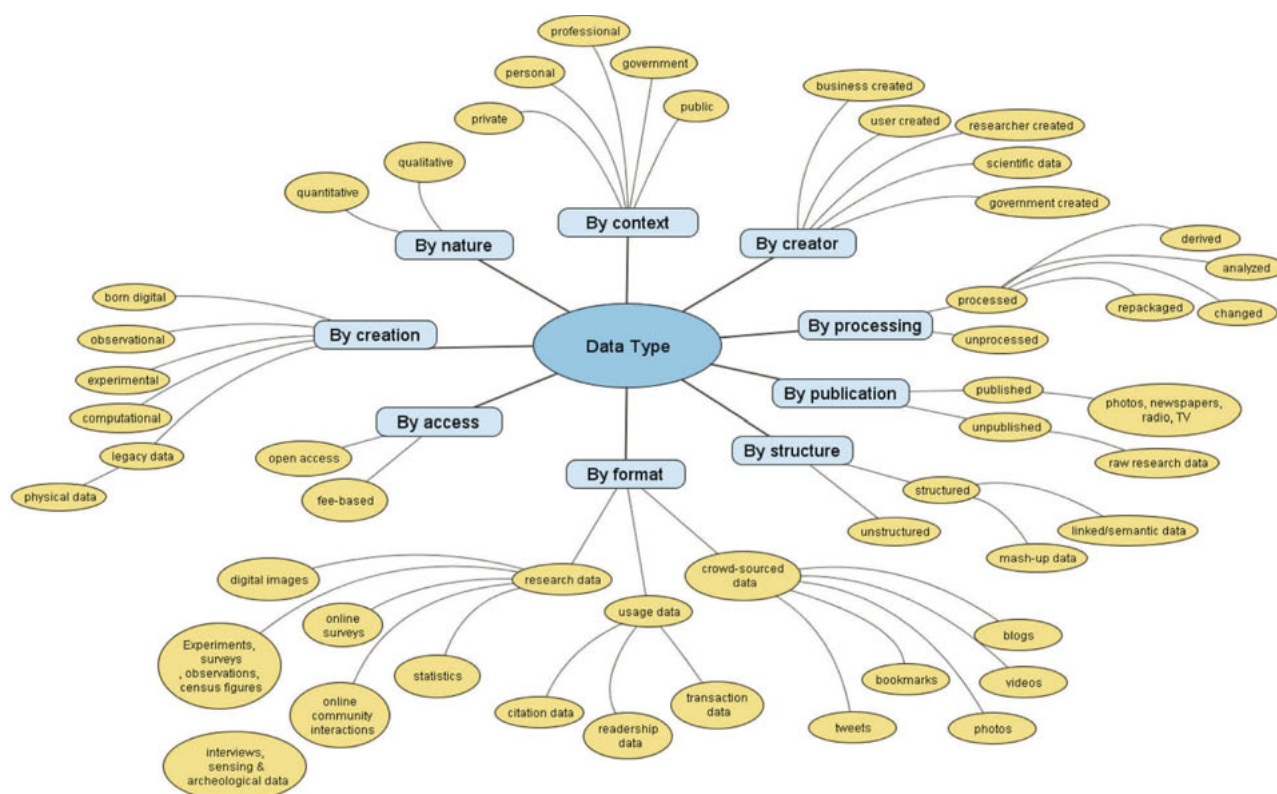 professional
personal
government
private
public
business created
user created
researcher created
scientific data
government created
qualitative
quantitative
By context
By nature
By creator
derived
analyzed
processed
repackaged
changed
By processing
unprocessed
born digital
observational
By creation
experimental
computational
legacy data
physical data
Data Type
By publication
published
photos, newspapers,
radio, TV
unpublished
raw research data
By access
open access
fee-based
By structure
structured
unstructured
linked/semantic data
mash-up data
By format
research data
digital images
online
surveys
Experiments,
surveys
, observations,
census figures
statistics
online
community
interactions
interviews,
sensing &
archeological data
usage data
citation data
readership
data
transaction
data
crowd-sourced
data
blogs
bookmarks
videos
tweets
photos